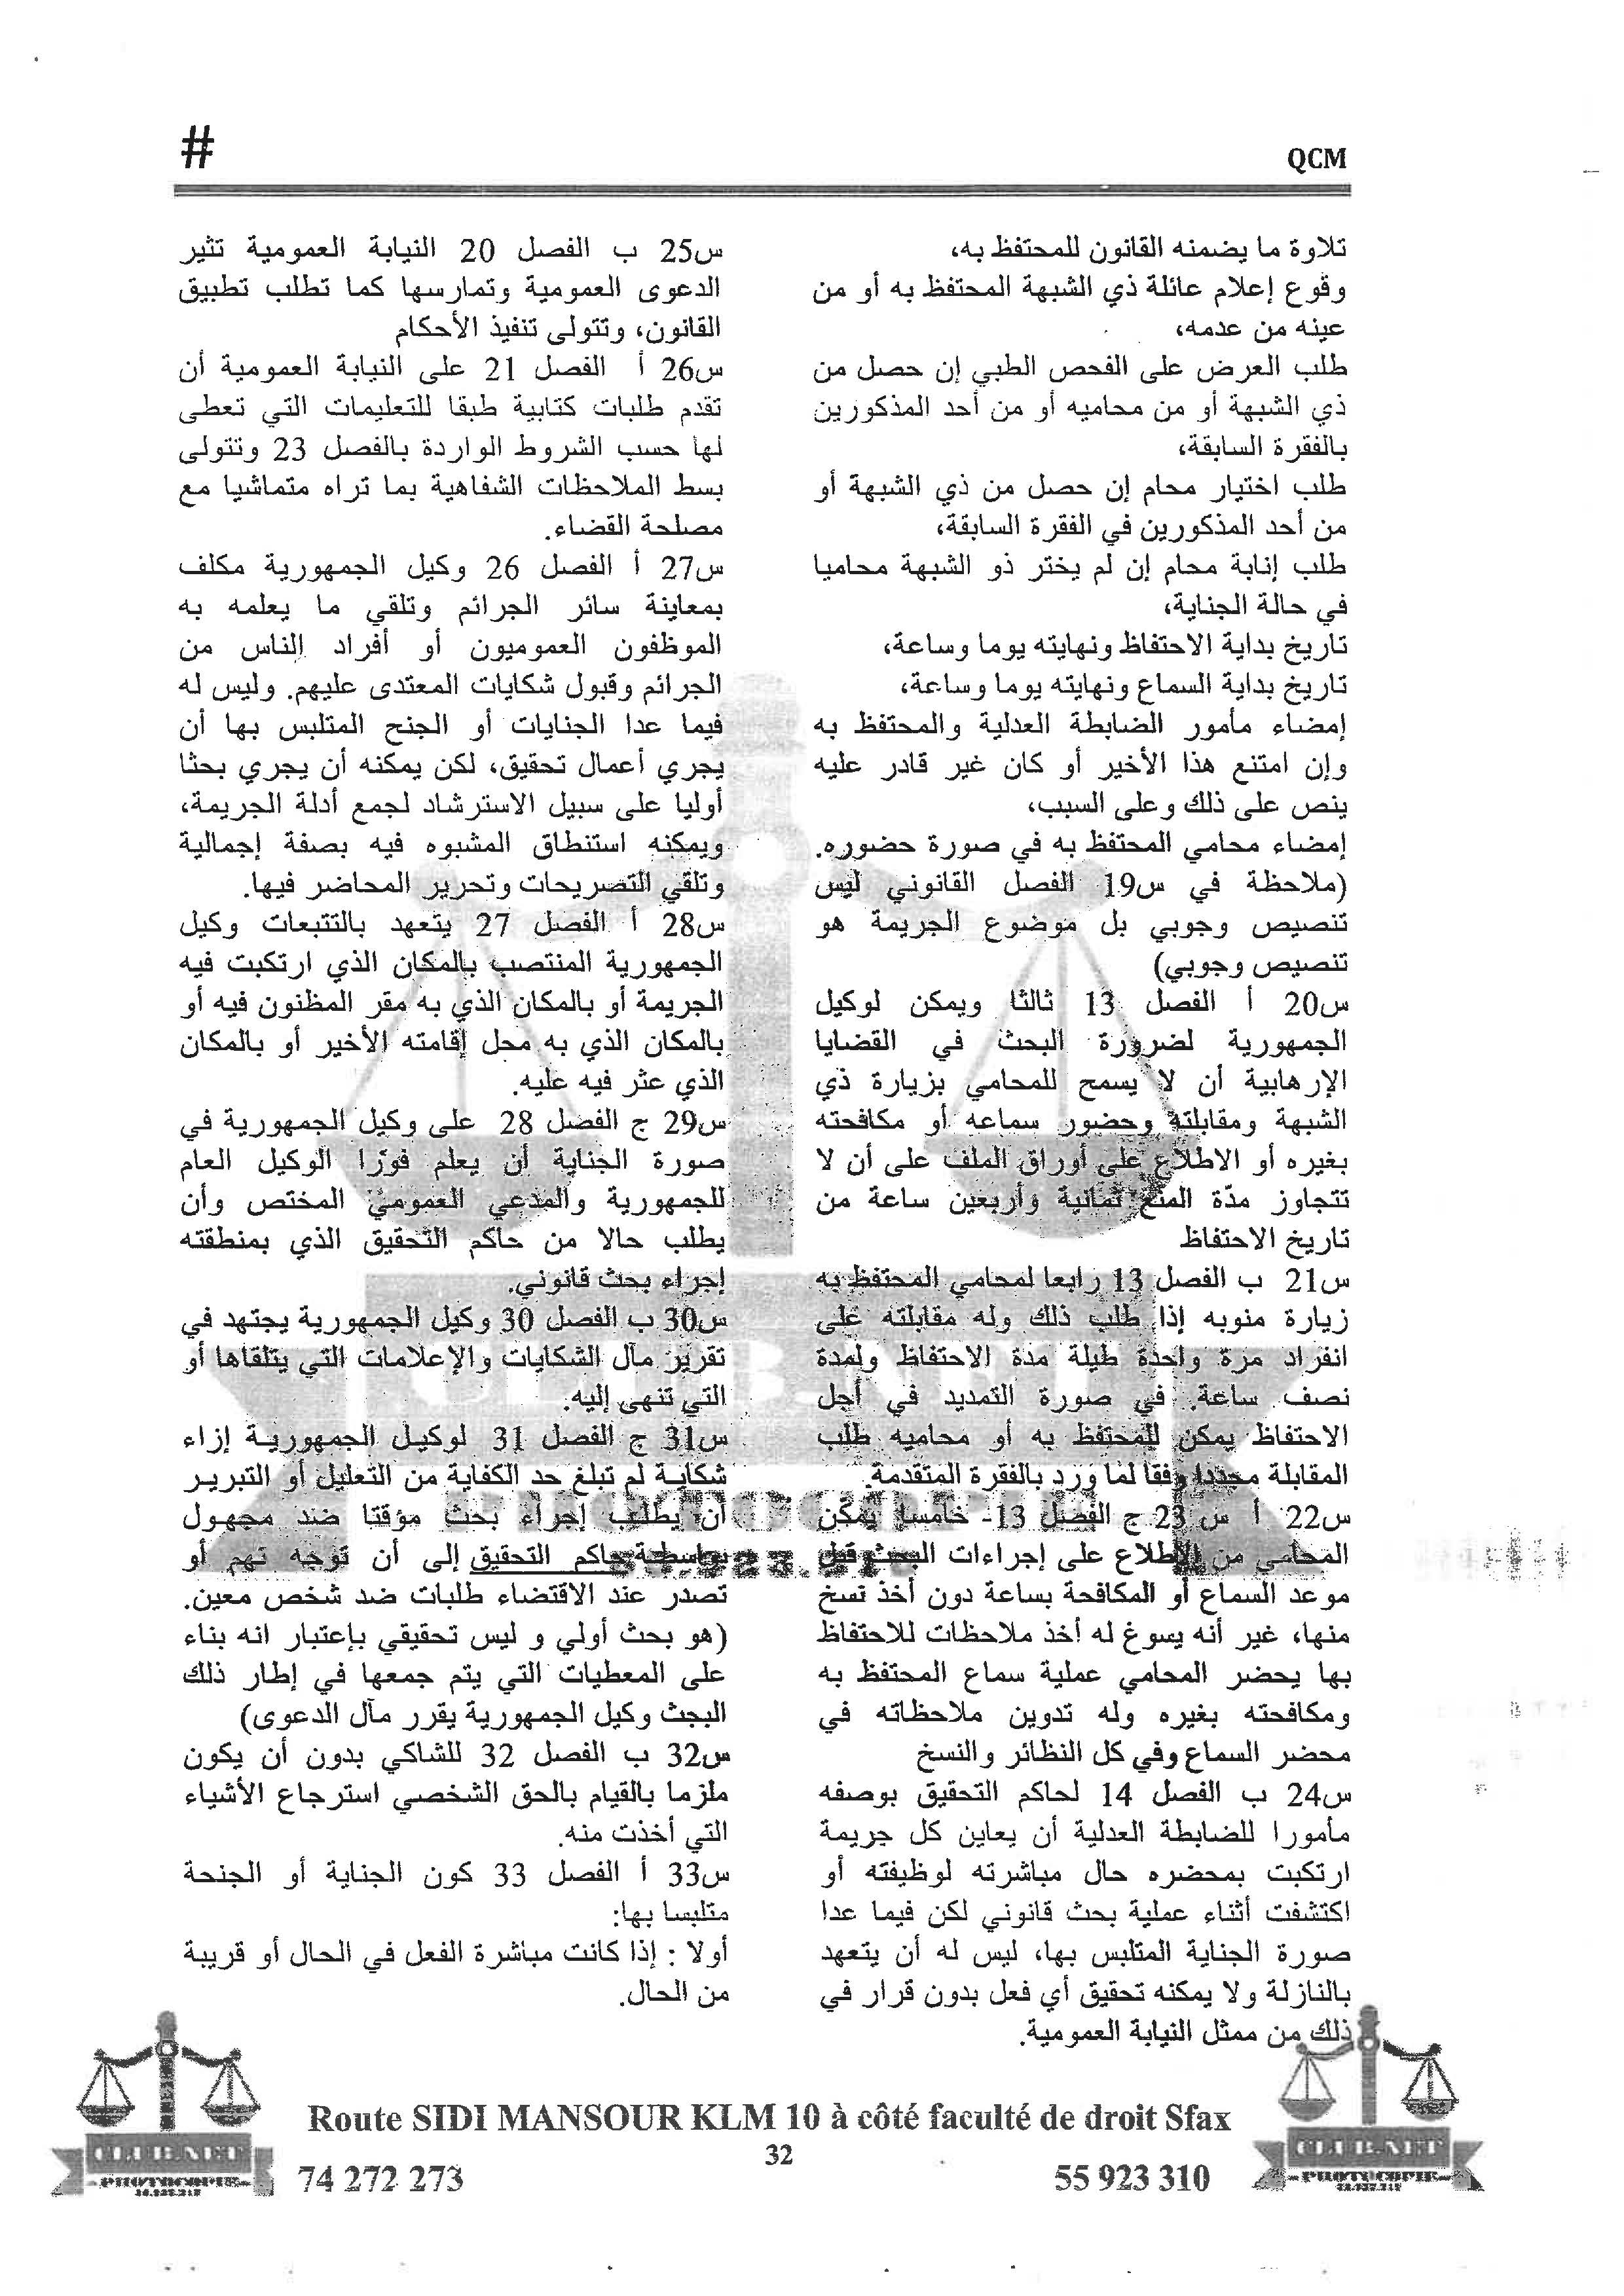 #
QCM
تلاوة ما يضمنه القانون للمحتفظ به،
وقوع إعلام عائلة ذي الشبهة المحتفظ به أو من
عينه من عدمه،
طلب العرض على الفحص الطبي إن حصل من
ذي الشبهة أو من محاميه أو من أحد المذكورين
بالفقرة السابقة،
طلب اختيار محام إن حصل من ذي الشبهة أو
من أحد المذكورين في الفقرة السابقة،
طلب إنابة محام إن لم يختر ذو الشبهة محاميا
في حالة الجناية،
تاريخ بداية الاحتفاظ ونهايته يوما وساعة،
تاريخ بداية السماع ونهايته يوما وساعة،
إمضاء مأمور الضابطة العدلية والمحتفظ به
وإن امتنع هذا الأخير أو كان غير قادر عليه
ينص على ذلك وعلى السبب،
إمضاء محامي المحتفظ به في صورة حضوره.
(ملاحظة في س19 الفصل القانوني ليس
تنصيص وجوبي بل موضوع الجريمة هو
تنصيص وجوبي)
س20 أ الفصل 13 ثالثا ويمكن لوكيل
الجمهورية لضرورة البحث في القضايا
الإرهابية أن لا يسمح للمحامي بزيارة ذي
الشبهة ومقابلته وحضور سماعه أو مكافحته
بغيره أو الاطلاع على أوراق الملف على أن لا
تتجاوز مدّة المنع ثمانية وأربعين ساعة من
تاريخ الاحتفاظ
س21 ب الفصل 13 رابعا لمحامي المحتفظ به
زيارة منوبه إذا طلب ذلك وله مقابلته على
انفراد مرة واحدة طيلة مدة الاحتفاظ ولمدة
نصف ساعة. في صورة التمديد في أجل
الاحتفاظ يمكن للمحتفظ به أو محاميه طلب
المقابلة مجددا وفقا لما ورد بالفقرة المتقدمة.
س22 أ س 23 ج الفصل 13- خامسا يمكّن
المحامي من الإطلاع على إجراءات البحث قبل
موعد السماع أو المكافحة بساعة دون أخذ نسخ
منها، غير أنه يسوغ له أخذ ملاحظات للاحتفاظ
بها يحضر المحامي عملية سماع المحتفظ به
ومكافحته بغيره وله تدوين ملاحظاته في
محضر السماع وفي كل النظائر والنسخ
س24 ب الفصل 14 لحاكم التحقيق بوصفه
مأمورا للضابطة العدلية أن يعاين كل جريمة
ارتكبت بمحضره حال مباشرته لوظيفته أو
اكتشفت أثناء عملية بحث قانوني لكن فيما عدا
صورة الجناية المتلبس بها، ليس له أن يتعهد
بالنازلة ولا يمكنه تحقيق أي فعل بدون قرار في
ذلك من ممثل النيابة العمومية.
س25 ب الفصل 20 النيابة العمومية تثير
الدعوى العمومية وتمارسها كما تطلب تطبيق
القانون، وتتولى تنفيذ الأحكام
س26 أ الفصل 21 على النيابة العمومية أن
تقدم طلبات كتابية طبقا للتعليمات التي تعطى
لها حسب الشروط الواردة بالفصل 23 وتتولى
بسط الملاحظات الشفاهية بما تراه متماشيا مع
مصلحة القضاء.
س27 أ الفصل 26 وكيل الجمهورية مكلف
بمعاينة سائر الجرائم وتلقي ما يعلمه به
الموظفون العموميون أو أفراد الناس من
الجرائم وقبول شكايات المعتدى عليهم. وليس له
فيما عدا الجنايات أو الجنح المتلبس بها أن
يجري أعمال تحقيق، لكن يمكنه أن يجري بحثا
أوليا على سبيل الاسترشاد لجمع أدلة الجريمة،
ويمكنه استنطاق المشبوه فيه بصفة إجمالية
وتلقي التصريحات وتحرير المحاضر فيها.
س28 أ الفصل 27 يتعهد بالتتبعات وكيل
الجمهورية المنتصب بالمكان الذي ارتكبت فيه
الجريمة أو بالمكان الذي به مقر المظنون فيه أو
بالمكان الذي به محل إقامته الأخير أو بالمكان
الذي عثر فيه عليه.
س29 ج الفصل 28 على وكيل الجمهورية في
صورة الجناية أن يعلم فورًا الوكيل العام
للجمهورية والمدعي العمومي المختص وأن
يطلب حالا من حاكم التحقيق الذي بمنطقته
إجراء بحث قانوني.
س30 ب الفصل 30 وكيل الجمهورية يجتهد في
تقرير مآل الشكايات والإعلامات التي يتلقاها أو
التي تنهى إليه.
س31 ج الفصل 31 لوكيل الجمهورية إزاء
شكاية لم تبلغ حد الكفاية من التعليل أو التبرير
أن يطلب إجراء بحث مؤقتا ضد مجهول
بواسطة حاكم التحقيق إلى أن توجه تهم أو
تصدر عند الاقتضاء طلبات ضد شخص معين.
(هو بحث أولي و ليس تحقيقي بإعتبار انه بناء
على المعطيات التي يتم جمعها في إطار ذلك
البحث وكيل الجمهورية يقرر مآل الدعوى)
س32 ب الفصل 32 للشاكي بدون أن يكون
ملزما بالقيام بالحق الشخصي استرجاع الأشياء
التي أخذت منه.
س33 أ الفصل 33 كون الجناية أو الجنحة
متلبسا بها:
أولا : إذا كانت مباشرة الفعل في الحال أو قريبة
من الحال.
Route SIDI MANSOUR KLM 10 à côté faculté de droit Sfax
32
74 272 273
55 923 310
CLUB.NET
PHOTOCOPIE
CLUB.NET
PHOTOCOPIE